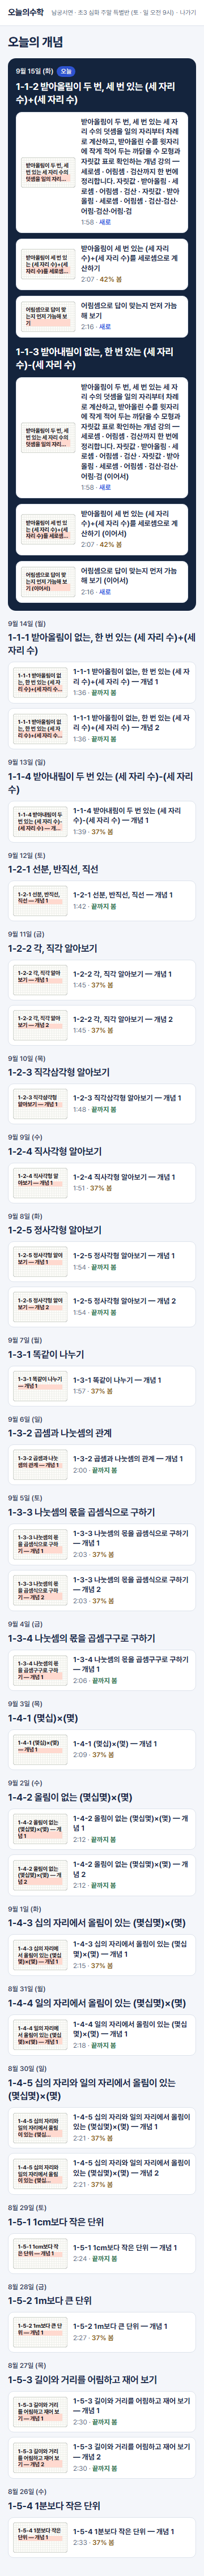 오늘의수학
남궁서연 · 초3 심화 주말 특별반 (토 · 일 오전 9시) · 나가기
오늘의 개념
9월 15일 (화) 오늘
1-1-2 받아올림이 두 번, 세 번 있는 (세 자리
수)+(세 자리 수)
받아올림이 두 번, 세 번 있는 세 자
리 수의 덧셈을 일의 자리부터 차례
로 계산하고, 받아올린 수를 윗자리
에 작게 적어 두는 까닭을 수 모형과
자릿값 표로 확인하는 개념 강의 —
세로셈 · 어림셈 · 검산까지 한 번에
정리합니다. 자릿값 · 받아올림 · 세
로셈 · 어림셈 · 검산 · 자릿값 · 받아
올림 · 세로셈 · 어림셈 · 검산·검산·
어림·검산·어림·검
1:58 · 새로
받아올림이 세 번 있는 (세 자리
수)+(세 자리 수)를 세로셈으로 계
산하기
2:07 · 42% 봄
어림셈으로 답이 맞는지 먼저 가늠
해 보기
2:16 · 새로
1-1-3 받아내림이 없는, 한 번 있는 (세 자리
수)-(세 자리 수)
받아올림이 두 번, 세 번 있는 세 자
리 수의 덧셈을 일의 자리부터 차례
로 계산하고, 받아올린 수를 윗자리
에 작게 적어 두는 까닭을 수 모형과
자릿값 표로 확인하는 개념 강의 —
세로셈 · 어림셈 · 검산까지 한 번에
정리합니다. 자릿값 · 받아올림 · 세
로셈 · 어림셈 · 검산 · 자릿값 · 받아
올림 · 세로셈 · 어림셈 · 검산·검산·
어림·검 (이어서)
1:58 · 새로
받아올림이 세 번 있는 (세 자리
수)+(세 자리 수)를 세로셈으로 계
산하기 (이어서)
2:07 · 42% 봄
어림셈으로 답이 맞는지 먼저 가늠
해 보기 (이어서)
2:16 · 새로
9월 14일 (월)
1-1-1 받아올림이 없는, 한 번 있는 (세 자리 수)+(세
자리 수)
1-1-1 받아올림이 없는, 한 번 있는 (세 자
리 수)+(세 자리 수) — 개념 1
1:36 · 끝까지 봄
1-1-1 받아올림이 없는, 한 번 있는 (세 자
리 수)+(세 자리 수) — 개념 2
1:36 · 끝까지 봄
9월 13일 (일)
1-1-4 받아내림이 두 번 있는 (세 자리 수)-(세 자리
수)
1-1-4 받아내림이 두 번 있는 (세 자리
수)-(세 자리 수) — 개념 1
1:39 · 37% 봄
9월 12일 (토)
1-2-1 선분, 반직선, 직선
1-2-1 선분, 반직선, 직선 — 개념 1
1:42 · 끝까지 봄
9월 11일 (금)
1-2-2 각, 직각 알아보기
1-2-2 각, 직각 알아보기 — 개념 1
1:45 · 37% 봄
1-2-2 각, 직각 알아보기 — 개념 2
1:45 · 37% 봄
9월 10일 (목)
1-2-3 직각삼각형 알아보기
1-2-3 직각삼각형 알아보기 — 개념 1
1:48 · 끝까지 봄
9월 9일 (수)
1-2-4 직사각형 알아보기
1-2-4 직사각형 알아보기 — 개념 1
1:51 · 37% 봄
9월 8일 (화)
1-2-5 정사각형 알아보기
1-2-5 정사각형 알아보기 — 개념 1
1:54 · 끝까지 봄
1-2-5 정사각형 알아보기 — 개념 2
1:54 · 끝까지 봄
9월 7일 (월)
1-3-1 똑같이 나누기
1-3-1 똑같이 나누기 — 개념 1
1:57 · 37% 봄
9월 6일 (일)
1-3-2 곱셈과 나눗셈의 관계
1-3-2 곱셈과 나눗셈의 관계 — 개념 1
2:00 · 끝까지 봄
9월 5일 (토)
1-3-3 나눗셈의 몫을 곱셈식으로 구하기
1-3-3 나눗셈의 몫을 곱셈식으로 구하기
— 개념 1
2:03 · 37% 봄
1-3-3 나눗셈의 몫을 곱셈식으로 구하기
— 개념 2
2:03 · 37% 봄
9월 4일 (금)
1-3-4 나눗셈의 몫을 곱셈구구로 구하기
1-3-4 나눗셈의 몫을 곱셈구구로 구하기
— 개념 1
2:06 · 끝까지 봄
9월 3일 (목)
1-4-1 (몇십)×(몇)
1-4-1 (몇십)×(몇) — 개념 1
2:09 · 37% 봄
9월 2일 (수)
1-4-2 올림이 없는 (몇십몇)×(몇)
1-4-2 올림이 없는 (몇십몇)×(몇) — 개
념 1
2:12 · 끝까지 봄
1-4-2 올림이 없는 (몇십몇)×(몇) — 개
념 2
2:12 · 끝까지 봄
9월 1일 (화)
1-4-3 십의 자리에서 올림이 있는 (몇십몇)×(몇)
1-4-3 십의 자리에서 올림이 있는 (몇십
몇)×(몇) — 개념 1
2:15 · 37% 봄
8월 31일 (월)
1-4-4 일의 자리에서 올림이 있는 (몇십몇)×(몇)
1-4-4 일의 자리에서 올림이 있는 (몇십
몇)×(몇) — 개념 1
2:18 · 끝까지 봄
8월 30일 (일)
1-4-5 십의 자리와 일의 자리에서 올림이 있는
(몇십몇)×(몇)
1-4-5 십의 자리와 일의 자리에서 올림이
있는 (몇십몇)×(몇) — 개념 1
2:21 · 37% 봄
1-4-5 십의 자리와 일의 자리에서 올림이
있는 (몇십몇)×(몇) — 개념 2
2:21 · 37% 봄
8월 29일 (토)
1-5-1 1cm보다 작은 단위
1-5-1 1cm보다 작은 단위 — 개념 1
2:24 · 끝까지 봄
8월 28일 (금)
1-5-2 1m보다 큰 단위
1-5-2 1m보다 큰 단위 — 개념 1
2:27 · 37% 봄
8월 27일 (목)
1-5-3 길이와 거리를 어림하고 재어 보기
1-5-3 길이와 거리를 어림하고 재어 보기
— 개념 1
2:30 · 끝까지 봄
1-5-3 길이와 거리를 어림하고 재어 보기
— 개념 2
2:30 · 끝까지 봄
8월 26일 (수)
1-5-4 1분보다 작은 단위
1-5-4 1분보다 작은 단위 — 개념 1
2:33 · 37% 봄